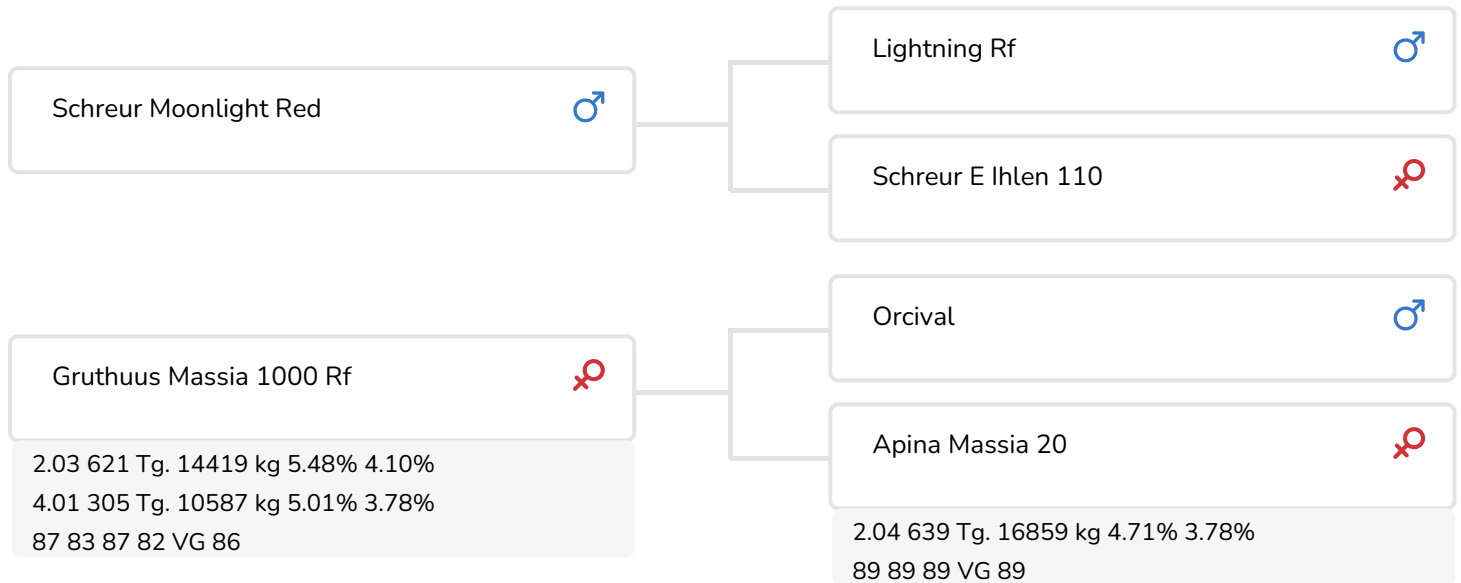 Schreur Moonlight Red
Lightning Rf
Schreur E Ihlen 110
Gruthuus Massia 1000 Rf
2.03 621 Tg. 14419 kg 5.48% 4.10%
4.01 305 Tg. 10587 kg 5.01% 3.78%
87 83 87 82 VG 86
Orcival
Apina Massia 20
2.04 639 Tg. 16859 kg 4.71% 3.78%
89 89 89 VG 89